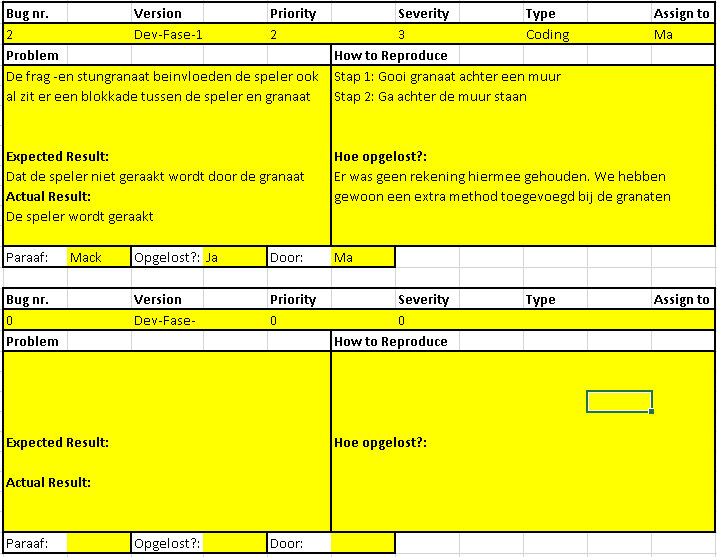 Bug nr. Version Priority Severity Type Assign to
2 Dev-Fase-1 2 3 Coding Ma
Problem How to Reproduce
De frag -en stungranaat beinvloeden de speler ook Stap 1: Gooi granaat achter een muur
al zit er een blokkade tussen de speler en granaat Stap 2: Ga achter de muur staan
Expected Result: Hoe opgelost?:
Dat de speler niet geraakt wordt door de granaat Er was geen rekening hiermee gehouden. We hebben
Actual Result: gewoon een extra method toegevoegd bij de granaten
De speler wordt geraakt
Paraaf: Mack Opgelost?: Ja Door: Ma
Bug nr. Version Priority Severity Type Assign to
0 Dev-Fase- 0 0
Problem How to Reproduce
Expected Result: Hoe opgelost?:
Actual Result:
Paraaf: Opgelost?: Door: